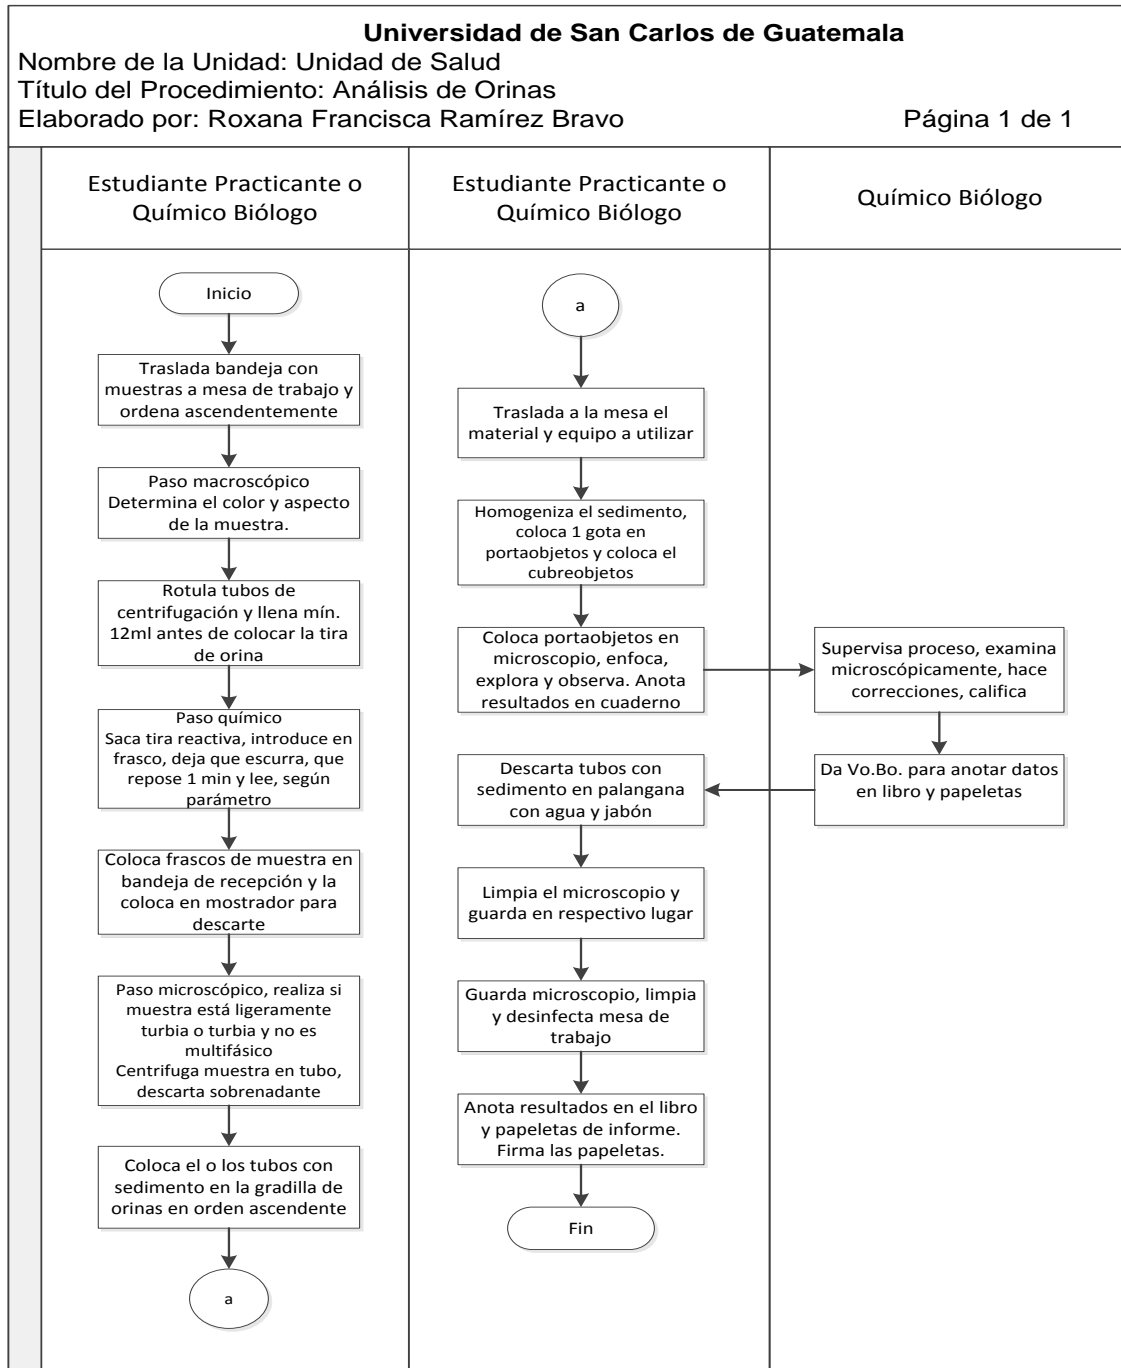 Universidad de San Carlos de Guatemala
Nombre de la Unidad: Unidad de Salud
Título del Procedimiento: Análisis de Orinas
Elaborado por: Roxana Francisca Ramírez Bravo
Página 1 de 1
Estudiante Practicante o
Químico Biólogo
Estudiante Practicante o
Químico Biólogo
Químico Biólogo
Inicio
Traslada bandeja con
muestras a mesa de trabajo y
ordena ascendentemente
Paso macroscópico
Determina el color y aspecto
de la muestra.
Rotula tubos de
centrifugación y llena mín.
12ml antes de colocar la tira
de orina
Paso químico
Saca tira reactiva, introduce en
frasco, deja que escurra, que
repose 1 min y lee, según
parámetro
Coloca frascos de muestra en
bandeja de recepción y la
coloca en mostrador para
descarte
Paso microscópico, realiza si
muestra está ligeramente
turbia o turbia y no es
multifásico
Centrifuga muestra en tubo,
descarta sobrenadante
Coloca el o los tubos con
sedimento en la gradilla de
orinas en orden ascendente
a
a
Traslada a la mesa el
material y equipo a utilizar
Homogeniza el sedimento,
coloca 1 gota en
portaobjetos y coloca el
cubreobjetos
Coloca portaobjetos en
microscopio, enfoca,
explora y observa. Anota
resultados en cuaderno
Supervisa proceso, examina
microscópicamente, hace
correcciones, califica
Da Vo.Bo. para anotar datos
en libro y papeletas
Descarta tubos con
sedimento en palangana
con agua y jabón
Limpia el microscopio y
guarda en respectivo lugar
Guarda microscopio, limpia
y desinfecta mesa de
trabajo
Anota resultados en el libro
y papeletas de informe.
Firma las papeletas.
Fin